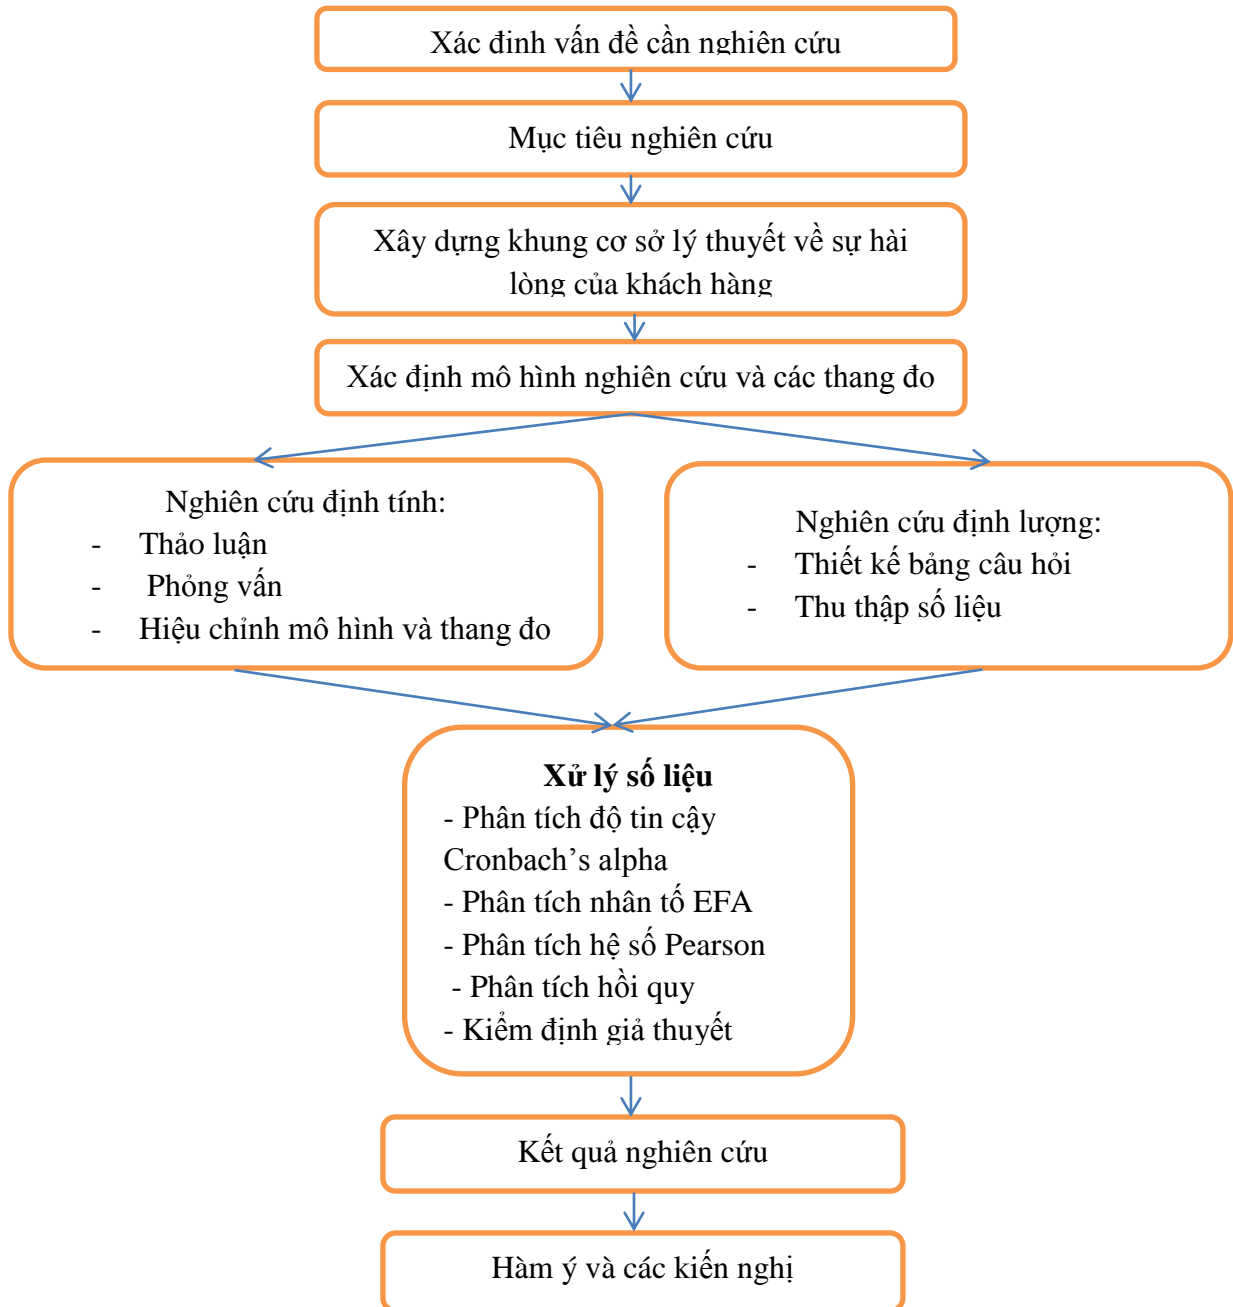 Xác định vấn đề cần nghiên cứu
Mục tiêu nghiên cứu
Xây dựng khung cơ sở lý thuyết về sự hài
lòng của khách hàng
Xác định mô hình nghiên cứu và các thang đo
Nghiên cứu định tính:
- Thảo luận
- Phỏng vấn
- Hiệu chỉnh mô hình và thang đo
Nghiên cứu định lượng:
- Thiết kế bảng câu hỏi
- Thu thập số liệu
Xử lý số liệu
- Phân tích độ tin cậy
Cronbach’s alpha
- Phân tích nhân tố EFA
- Phân tích hệ số Pearson
- Phân tích hồi quy
- Kiểm định giả thuyết
Kết quả nghiên cứu
Hàm ý và các kiến nghị